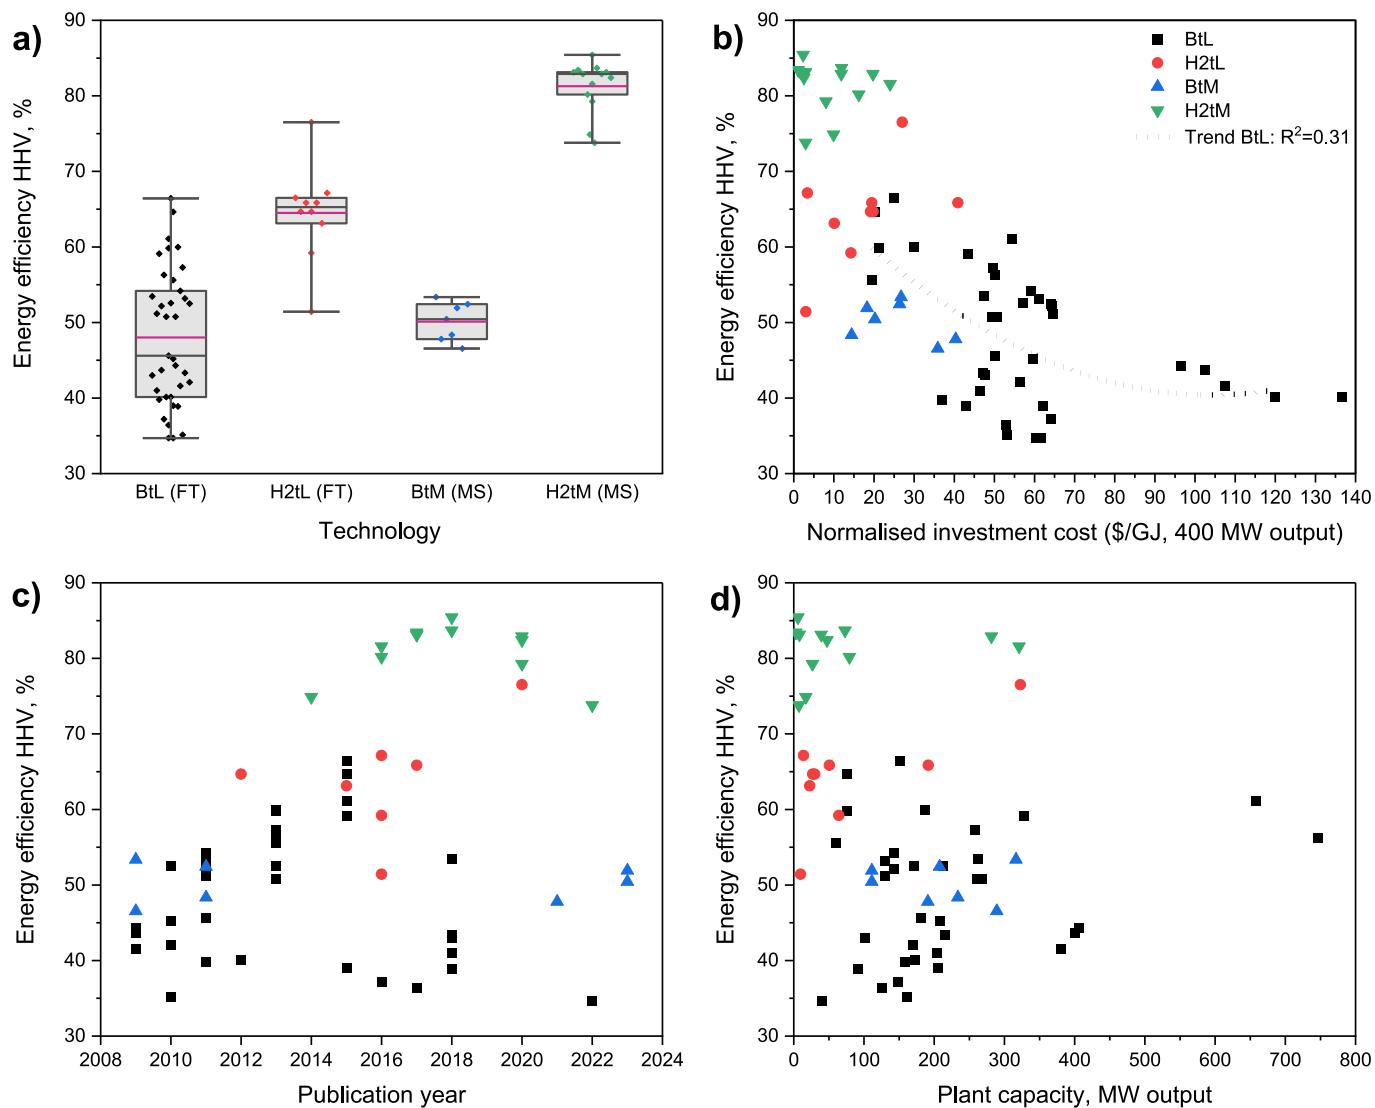 a)
90
80
70
60
50
40
30
Energy efficiency HHV, %
BtL (FT) H2tL (FT) BtM (MS) H2tM (MS)
Technology
b)
90
80
70
60
50
40
30
Energy efficiency HHV, %
BtL
H2tL
BtM
H2tM
Trend BtL: R²=0.31
0 10 20 30 40 50 60 70 80 90 100 110 120 130 140
Normalised investment cost ($/GJ, 400 MW output)
c)
90
80
70
60
50
40
30
Energy efficiency HHV, %
2008 2010 2012 2014 2016 2018 2020 2022 2024
Publication year
d)
90
80
70
60
50
40
30
Energy efficiency HHV, %
0 100 200 300 400 500 600 700 800
Plant capacity, MW output